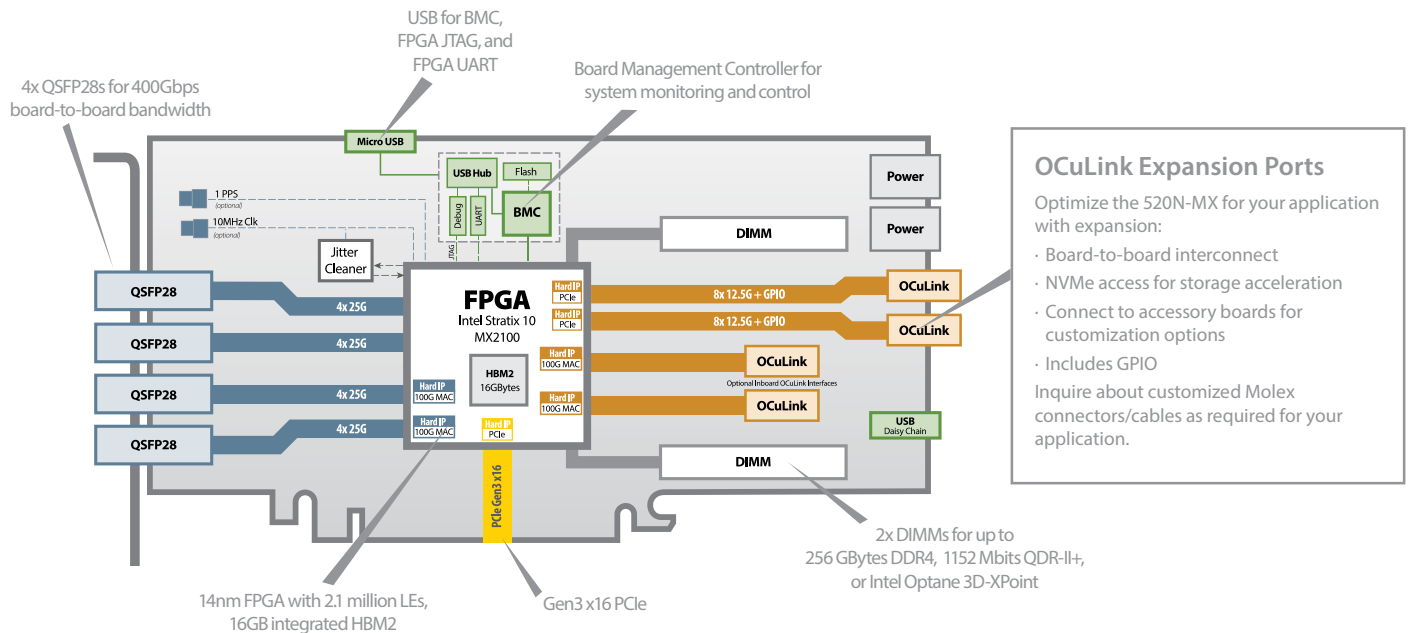 USB for BMC,
FPGA JTAG, and
FPGA UART
4x QSFP28s for 400Gbps
board-to-board bandwidth
Board Management Controller for
system monitoring and control
Micro USB
USB Hub
Flash
Debug
UART
BMC
JTAG
1 PPS
(optional)
10MHz Clk
(optional)
Jitter
Cleaner
Power
Power
DIMM
QSFP28
4x 25G
QSFP28
4x 25G
QSFP28
4x 25G
QSFP28
4x 25G
FPGA
Intel Stratix 10
MX2100
HBM2
16GBytes
Hard IP
PCIe
Hard IP
PCIe
Hard IP
100G MAC
Hard IP
100G MAC
Hard IP
100G MAC
Hard IP
100G MAC
Hard IP
PCIe
8x 12.5G + GPIO
OCuLink
8x 12.5G + GPIO
OCuLink
OCuLink
Optional Inboard OCuLink Interfaces
OCuLink
USB
Daisy Chain
DIMM
PCIe Gen3 x16
OCuLink Expansion Ports
Optimize the 520N-MX for your application
with expansion:
· Board-to-board interconnect
· NVMe access for storage acceleration
· Connect to accessory boards for
customization options
· Includes GPIO
Inquire about customized Molex
connectors/cables as required for your
application.
2x DIMMs for up to
256 GBytes DDR4, 1152 Mbits QDR-II+,
or Intel Optane 3D-XPoint
14nm FPGA with 2.1 million LEs,
16GB integrated HBM2
Gen3 x16 PCIe